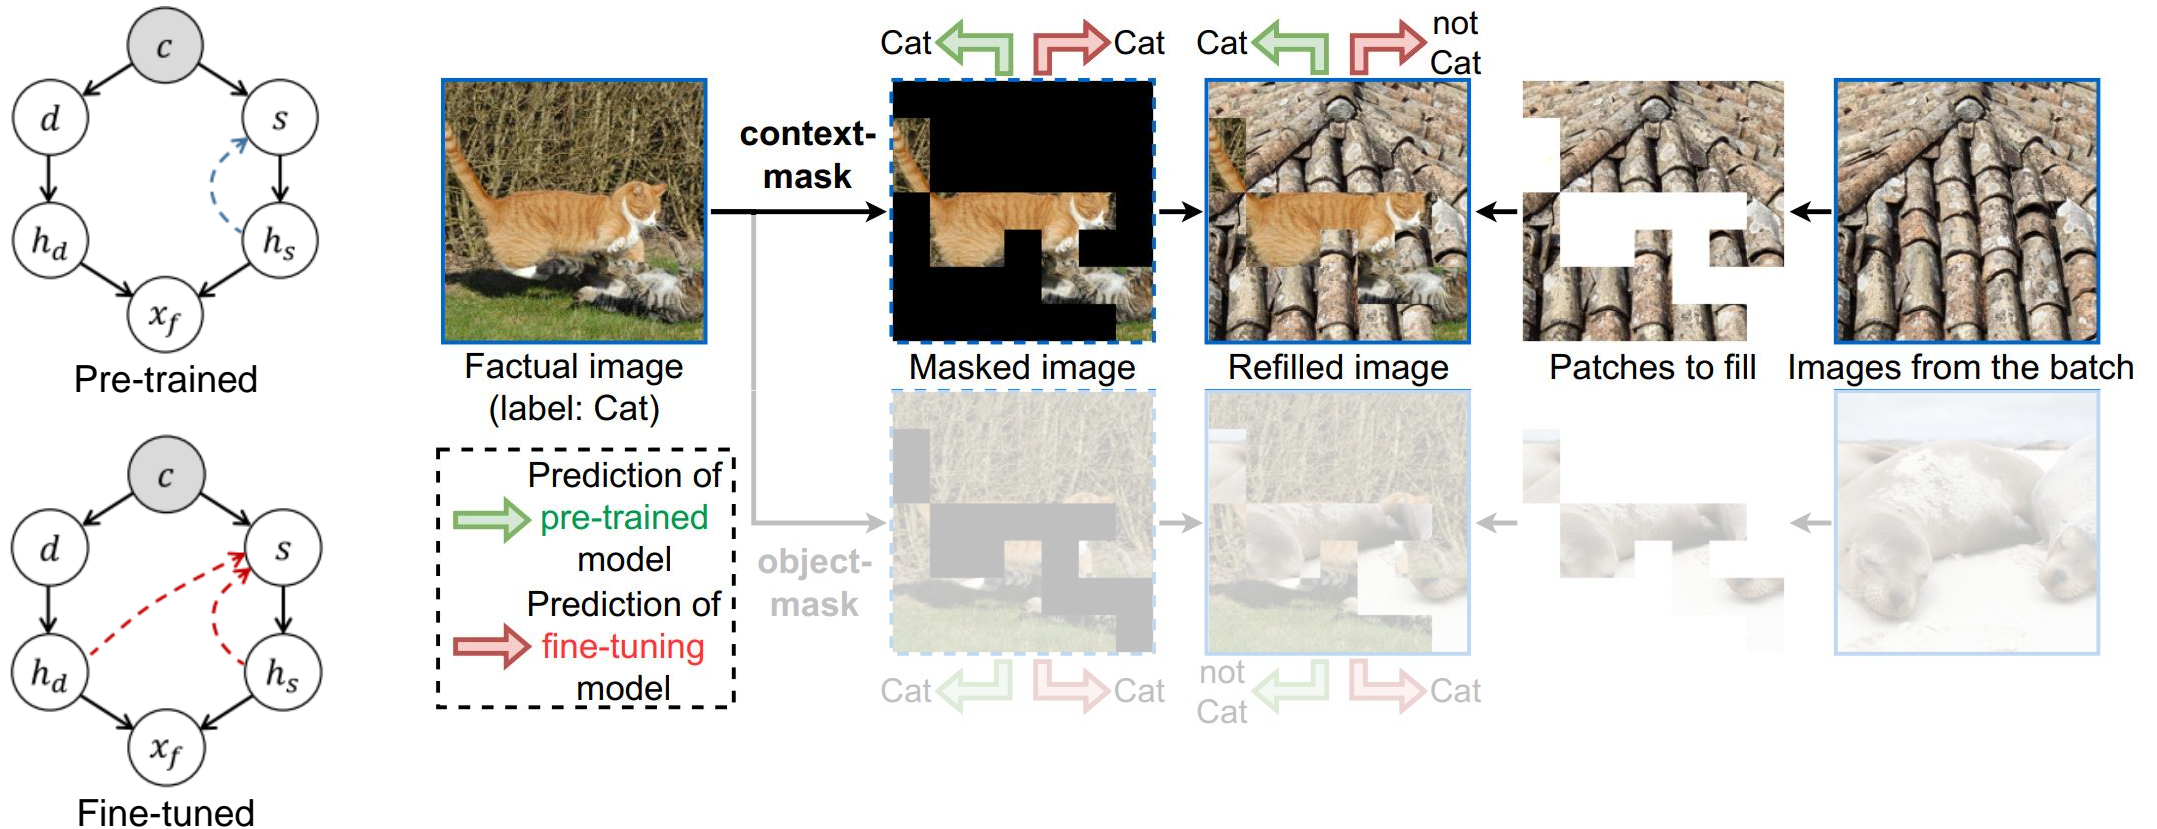 c
d
s
h_d
h_s
x_f
Pre-trained
c
d
s
h_d
h_s
x_f
Fine-tuned
Factual image
(label: Cat)
Prediction of
pre-trained
model
Prediction of
fine-tuning
model
context-
mask
object-
mask
Cat
Cat
Masked image
Cat
not
Cat
Refilled image
Patches to fill
Images from the batch
Cat
Cat
not
Cat
Cat